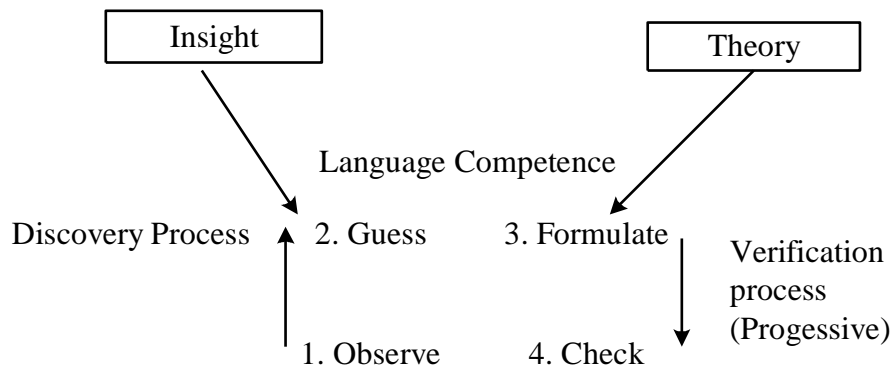 Insight
Theory
Language Competence
Discovery Process
2. Guess
3. Formulate
Verification
process
(Progessive)
1. Observe
4. Check